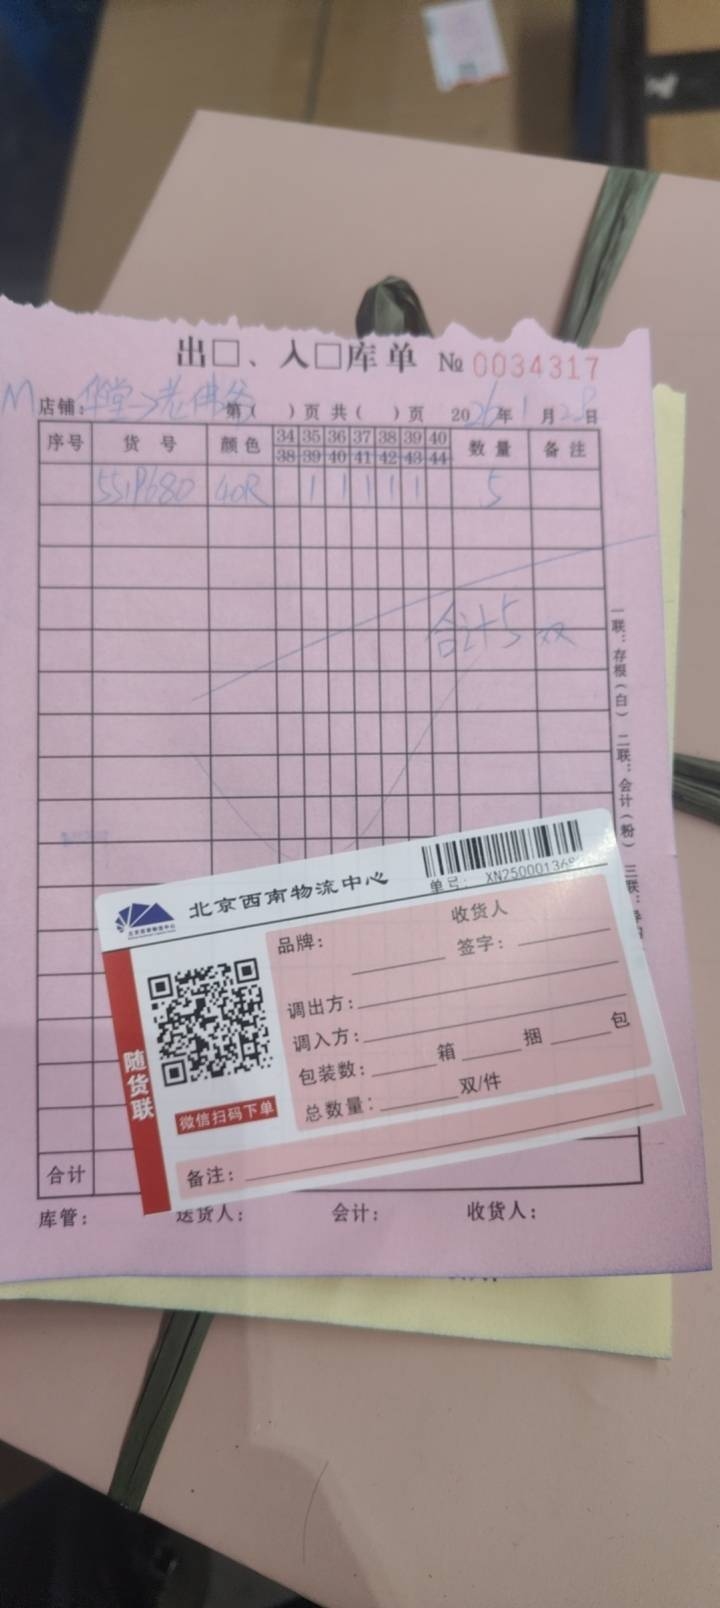 出□、入□库单 № 0034317
M 店铺：华堂→老佛爷 第（ ）页 共（ ）页 2026年1月28日
序号 货号 颜色 34 35 36 37 38 39 40 数量 备注
38 39 40 41 42 43 44
551P680 40R 1 1 1 1 1 5
合计5双
一联：存根（白） 二联：会计（粉） 三联：
北京西南物流中心
单号： XN25000136
品牌： 收货人
签字：
调出方：
调入方：
包装数： 箱 捆 包
总数量： 双/件
随货联
微信扫码下单
备注：
合计
库管： 送货人： 会计： 收货人：